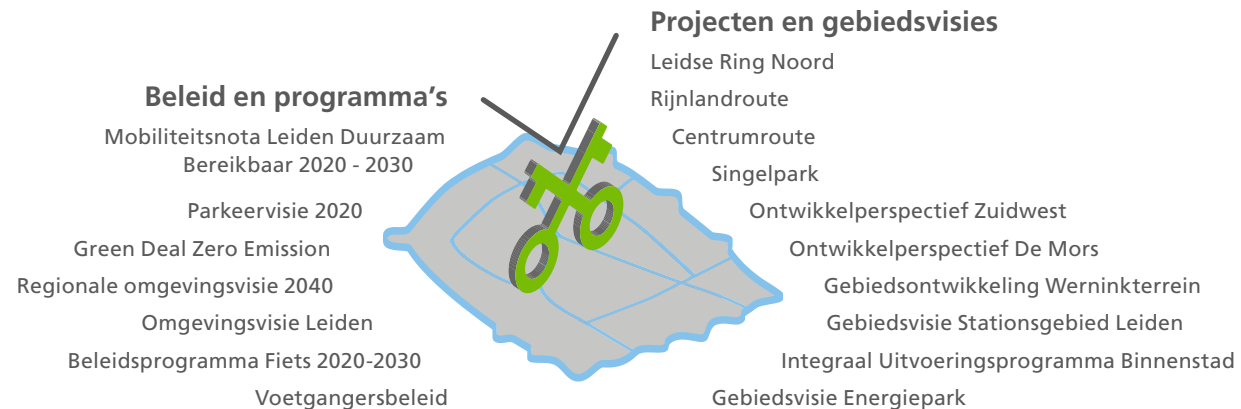 Beleid en programma's
Mobiliteitsnota Leiden Duurzaam
Bereikbaar 2020 - 2030
Parkeervisie 2020
Green Deal Zero Emission
Regionale omgevingsvisie 2040
Omgevingsvisie Leiden
Beleidsprogramma Fiets 2020-2030
Voetgangersbeleid
Projecten en gebiedsvisies
Leidse Ring Noord
Rijnlandroute
Centrumroute
Singelpark
Ontwikkelperspectief Zuidwest
Ontwikkelperspectief De Mors
Gebiedsontwikkeling Werninkterrein
Gebiedsvisie Stationsgebied Leiden
Integraal Uitvoeringsprogramma Binnenstad
Gebiedsvisie Energiepark